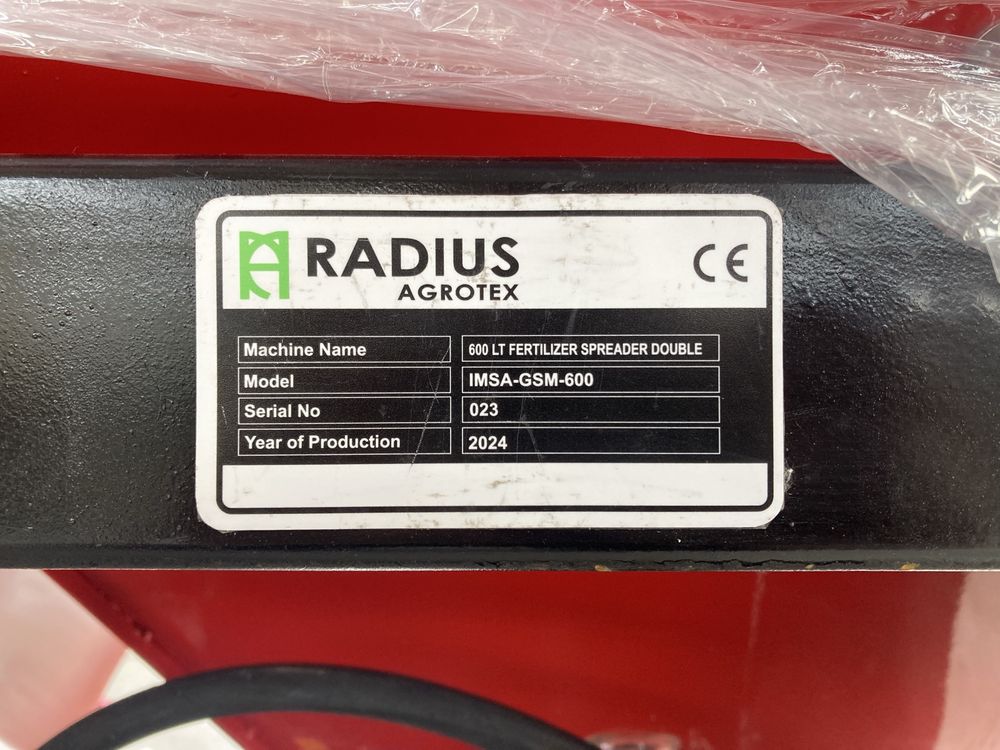 RADIUS
AGROTEX
CE
Machine Name 600 LT FERTILIZER SPREADER DOUBLE
Model IMSA-GSM-600
Serial No 023
Year of Production 2024